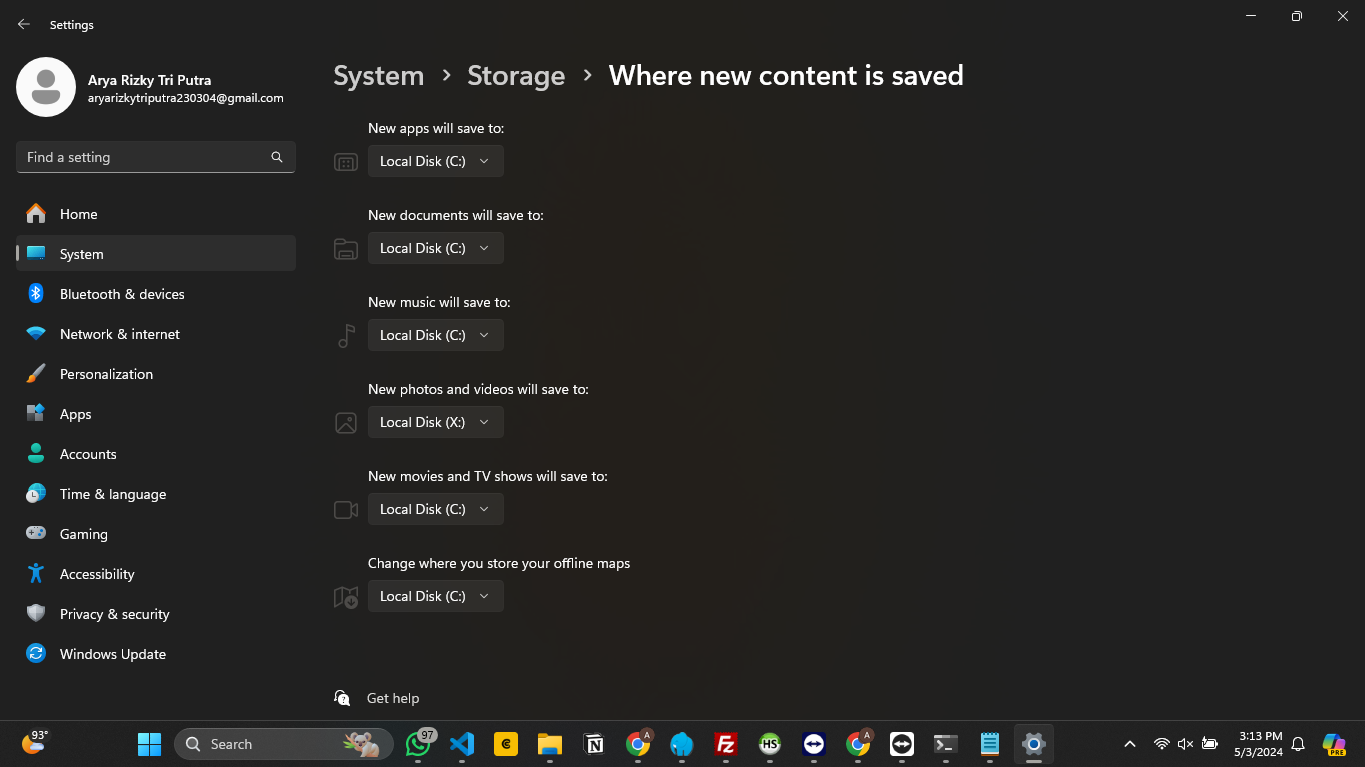 Settings
Arya Rizky Tri Putra
aryarizkytriputra230304@gmail.com
Find a setting
Home
System
Bluetooth & devices
Network & internet
Personalization
Apps
Accounts
Time & language
Gaming
Accessibility
Privacy & security
Windows Update
System > Storage > Where new content is saved
New apps will save to:
Local Disk (C:)
New documents will save to:
Local Disk (C:)
New music will save to:
Local Disk (C:)
New photos and videos will save to:
Local Disk (X:)
New movies and TV shows will save to:
Local Disk (C:)
Change where you store your offline maps
Local Disk (C:)
Get help
93°
Search
97
N
A
Fz
HS
A
3:13 PM
5/3/2024
PRE